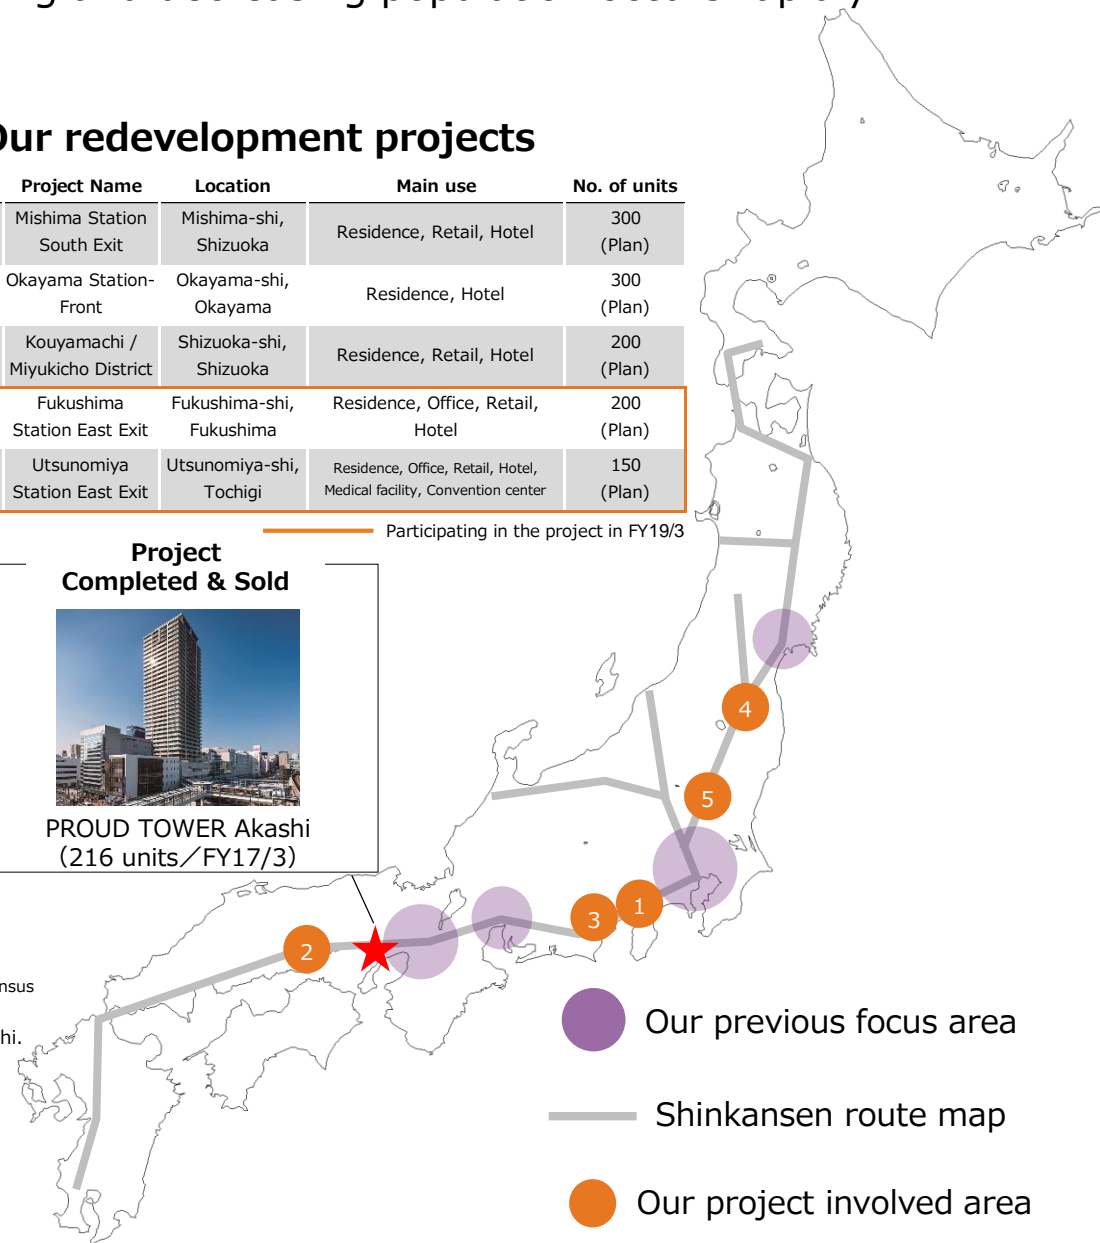 Our redevelopment projects
Project Name Location Main use No. of units
Mishima Station South Exit Mishima-shi, Shizuoka Residence, Retail, Hotel 300 (Plan)
Okayama Station-Front Okayama-shi, Okayama Residence, Hotel 300 (Plan)
Kouyamachi / Miyukicho District Shizuoka-shi, Shizuoka Residence, Retail, Hotel 200 (Plan)
Fukushima Station East Exit Fukushima-shi, Fukushima Residence, Office, Retail, Hotel 200 (Plan)
Utsunomiya Station East Exit Utsunomiya-shi, Tochigi Residence, Office, Retail, Hotel, Medical facility, Convention center 150 (Plan)
Participating in the project in FY19/3
Project
Completed & Sold
PROUD TOWER Akashi
（216 units／FY17/3）
4
5
1
3
2
nsus
hi.
Our previous focus area
Shinkansen route map
Our project involved area